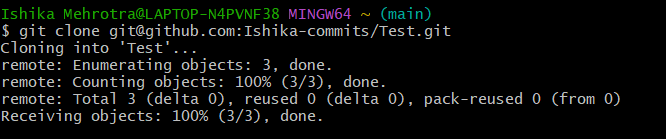 Ishika Mehrotra@LAPTOP-N4PVNF38 MINGW64 ~ (main)
$ git clone git@github.com:Ishika-commits/Test.git
Cloning into 'Test'...
remote: Enumerating objects: 3, done.
remote: Counting objects: 100% (3/3), done.
remote: Total 3 (delta 0), reused 0 (delta 0), pack-reused 0 (from 0)
Receiving objects: 100% (3/3), done.